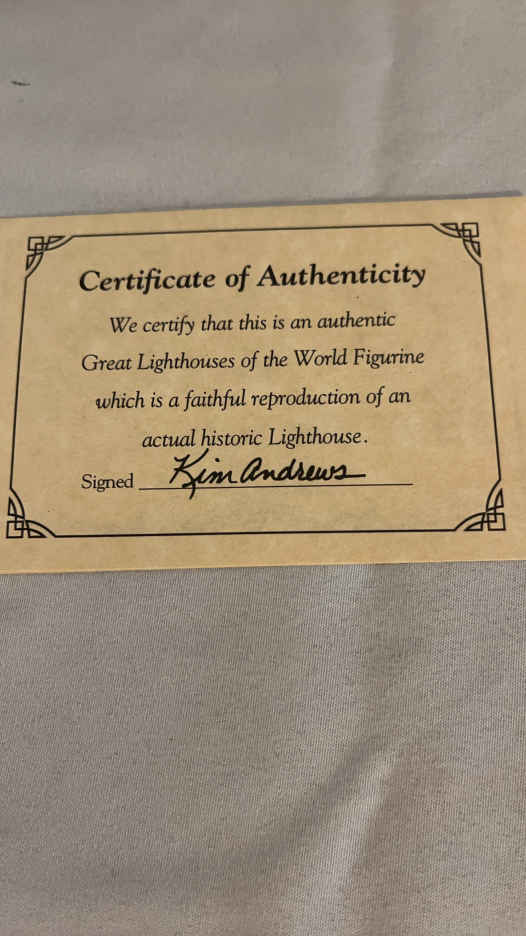 Certificate of Authenticity
We certify that this is an authentic
Great Lighthouses of the World Figurine
which is a faithful reproduction of an
actual historic Lighthouse.
Signed Kim Andrews